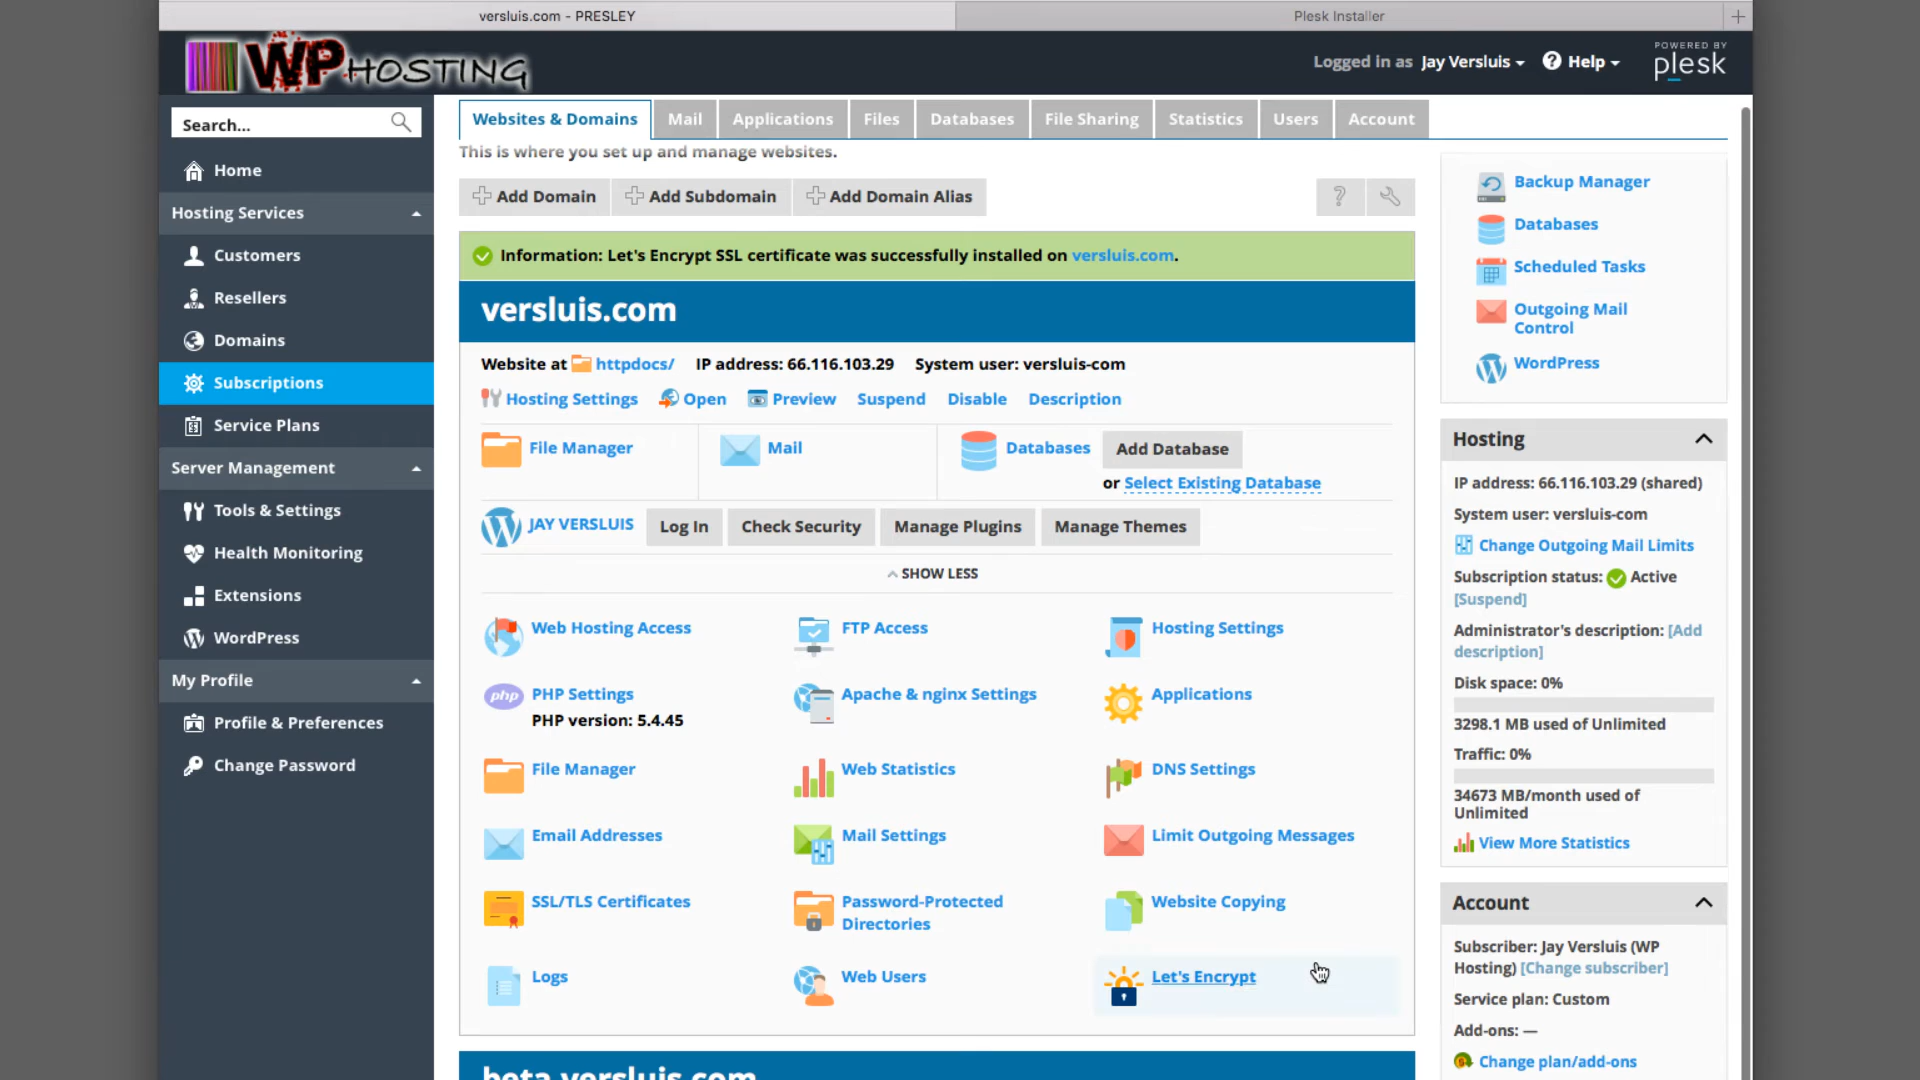 versluis.com - PRESLEY
Plesk Installer
WP HOSTING
Logged in as Jay Versluis
? Help
POWERED BY
plesk
Search...
Home
Hosting Services
Customers
Resellers
Domains
Subscriptions
Service Plans
Server Management
Tools & Settings
Health Monitoring
Extensions
WordPress
My Profile
Profile & Preferences
Change Password
Websites & Domains
Mail
Applications
Files
Databases
File Sharing
Statistics
Users
Account
This is where you set up and manage websites.
Add Domain
Add Subdomain
Add Domain Alias
?
Information: Let's Encrypt SSL certificate was successfully installed on versluis.com.
versluis.com
Website at httpdocs/ IP address: 66.116.103.29 System user: versluis-com
Hosting Settings Open Preview Suspend Disable Description
File Manager
Mail
Databases
Add Database
or Select Existing Database
JAY VERSLUIS
Log In
Check Security
Manage Plugins
Manage Themes
SHOW LESS
Web Hosting Access
FTP Access
Hosting Settings
php PHP Settings
PHP version: 5.4.45
Apache & nginx Settings
Applications
File Manager
Web Statistics
DNS Settings
Email Addresses
Mail Settings
Limit Outgoing Messages
SSL/TLS Certificates
Password-Protected
Directories
Website Copying
Logs
Web Users
Let's Encrypt
beta.versluis.com
Backup Manager
Databases
Scheduled Tasks
Outgoing Mail
Control
WordPress
Hosting
IP address: 66.116.103.29 (shared)
System user: versluis-com
Change Outgoing Mail Limits
Subscription status: Active
[Suspend]
Administrator's description: [Add
description]
Disk space: 0%
3298.1 MB used of Unlimited
Traffic: 0%
34673 MB/month used of
Unlimited
View More Statistics
Account
Subscriber: Jay Versluis (WP
Hosting) [Change subscriber]
Service plan: Custom
Add-ons: —
Change plan/add-ons